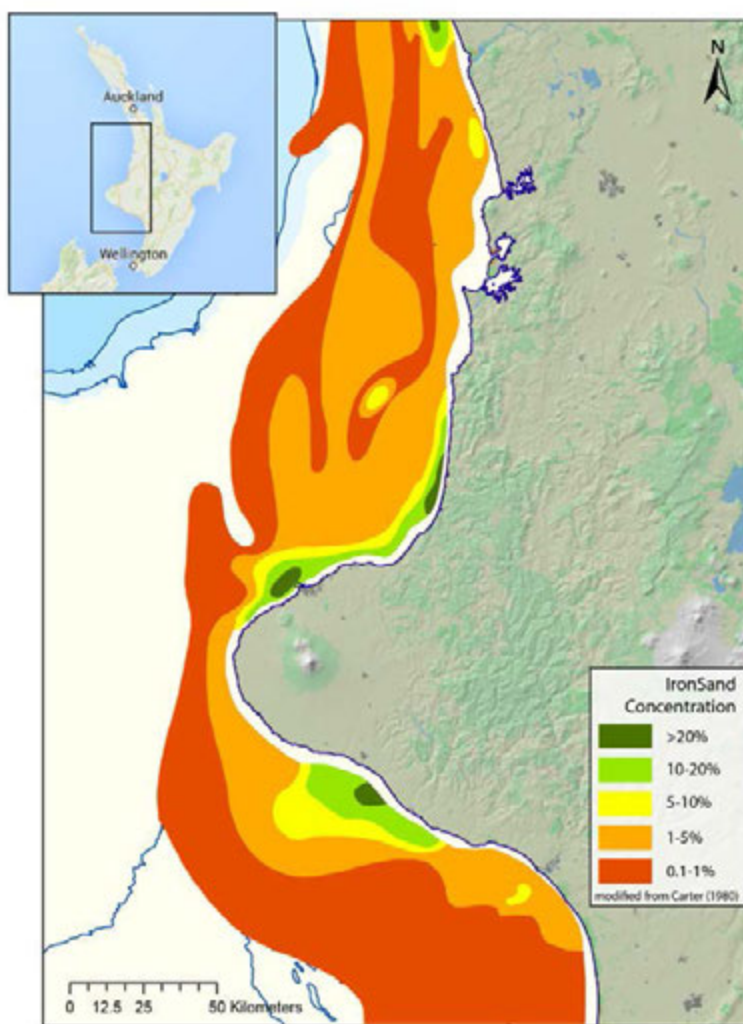 Auckland
Wellington
N
IronSand
Concentration
>20%
10-20%
5-10%
1-5%
0.1-1%
modified from Carter (1980)
0 12.5 25 50 Kilometers